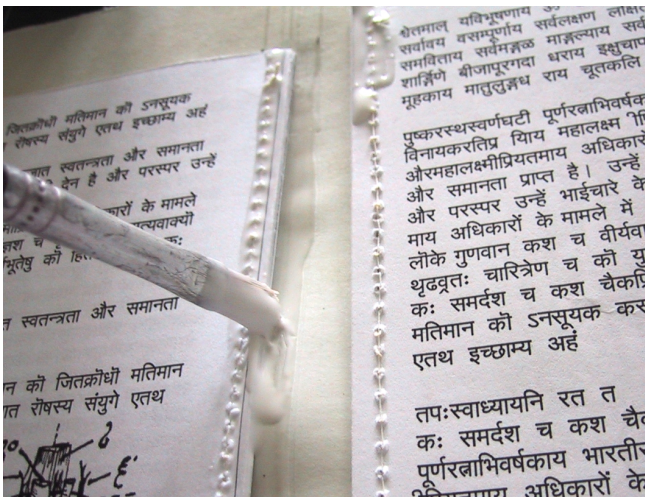 जितक्रॊधॊ मतिमान कॊ ऽनसूयक
रॊषस्य संयुगे एतथ इच्छाम्य अहं
स्वतन्त्रता और समानता
देन है और परस्पर उन्हें
के मामले
च
कॊ
स्वतन्त्रता और समानता
कॊ जितक्रॊधॊ मतिमान
रॊषस्य संयुगे एतथ
क्षेतमाल् यविभूषणाय
सर्वावय वसम्पूर्णाय सर्वलक्षण
समविताय सर्वमङ्गळ माङ्गल्याय
शार्ङ्गिणे बीजापूरगदा धराय इक्षुचाप
मूहकाय मातुलुङ्गध राय चूतकलि
पुष्करस्थस्वर्णघटी पूर्णरत्नाभिवर्षक
विनायकरतिप्र यािय महालक्ष्म
औरमहालक्ष्मीप्रियतमाय अधिकारों
और समानता प्राप्त है। उन्हें
और परस्पर उन्हें भाईचारे के
माय अधिकारों के मामले में
लॊके गुणवान कश च वीर्यवा
थृढव्रतः चारित्रेण च कॊ यु
कः समर्दश च कश चैकप्रि
मतिमान कॊ ऽनसूयक कस
एतथ इच्छाम्य अहं
तपःस्वाध्यायनि रत त
कः समर्दश च कश चै
पूर्णरत्नाभिवर्षकाय भारतीर
अधिकारों के